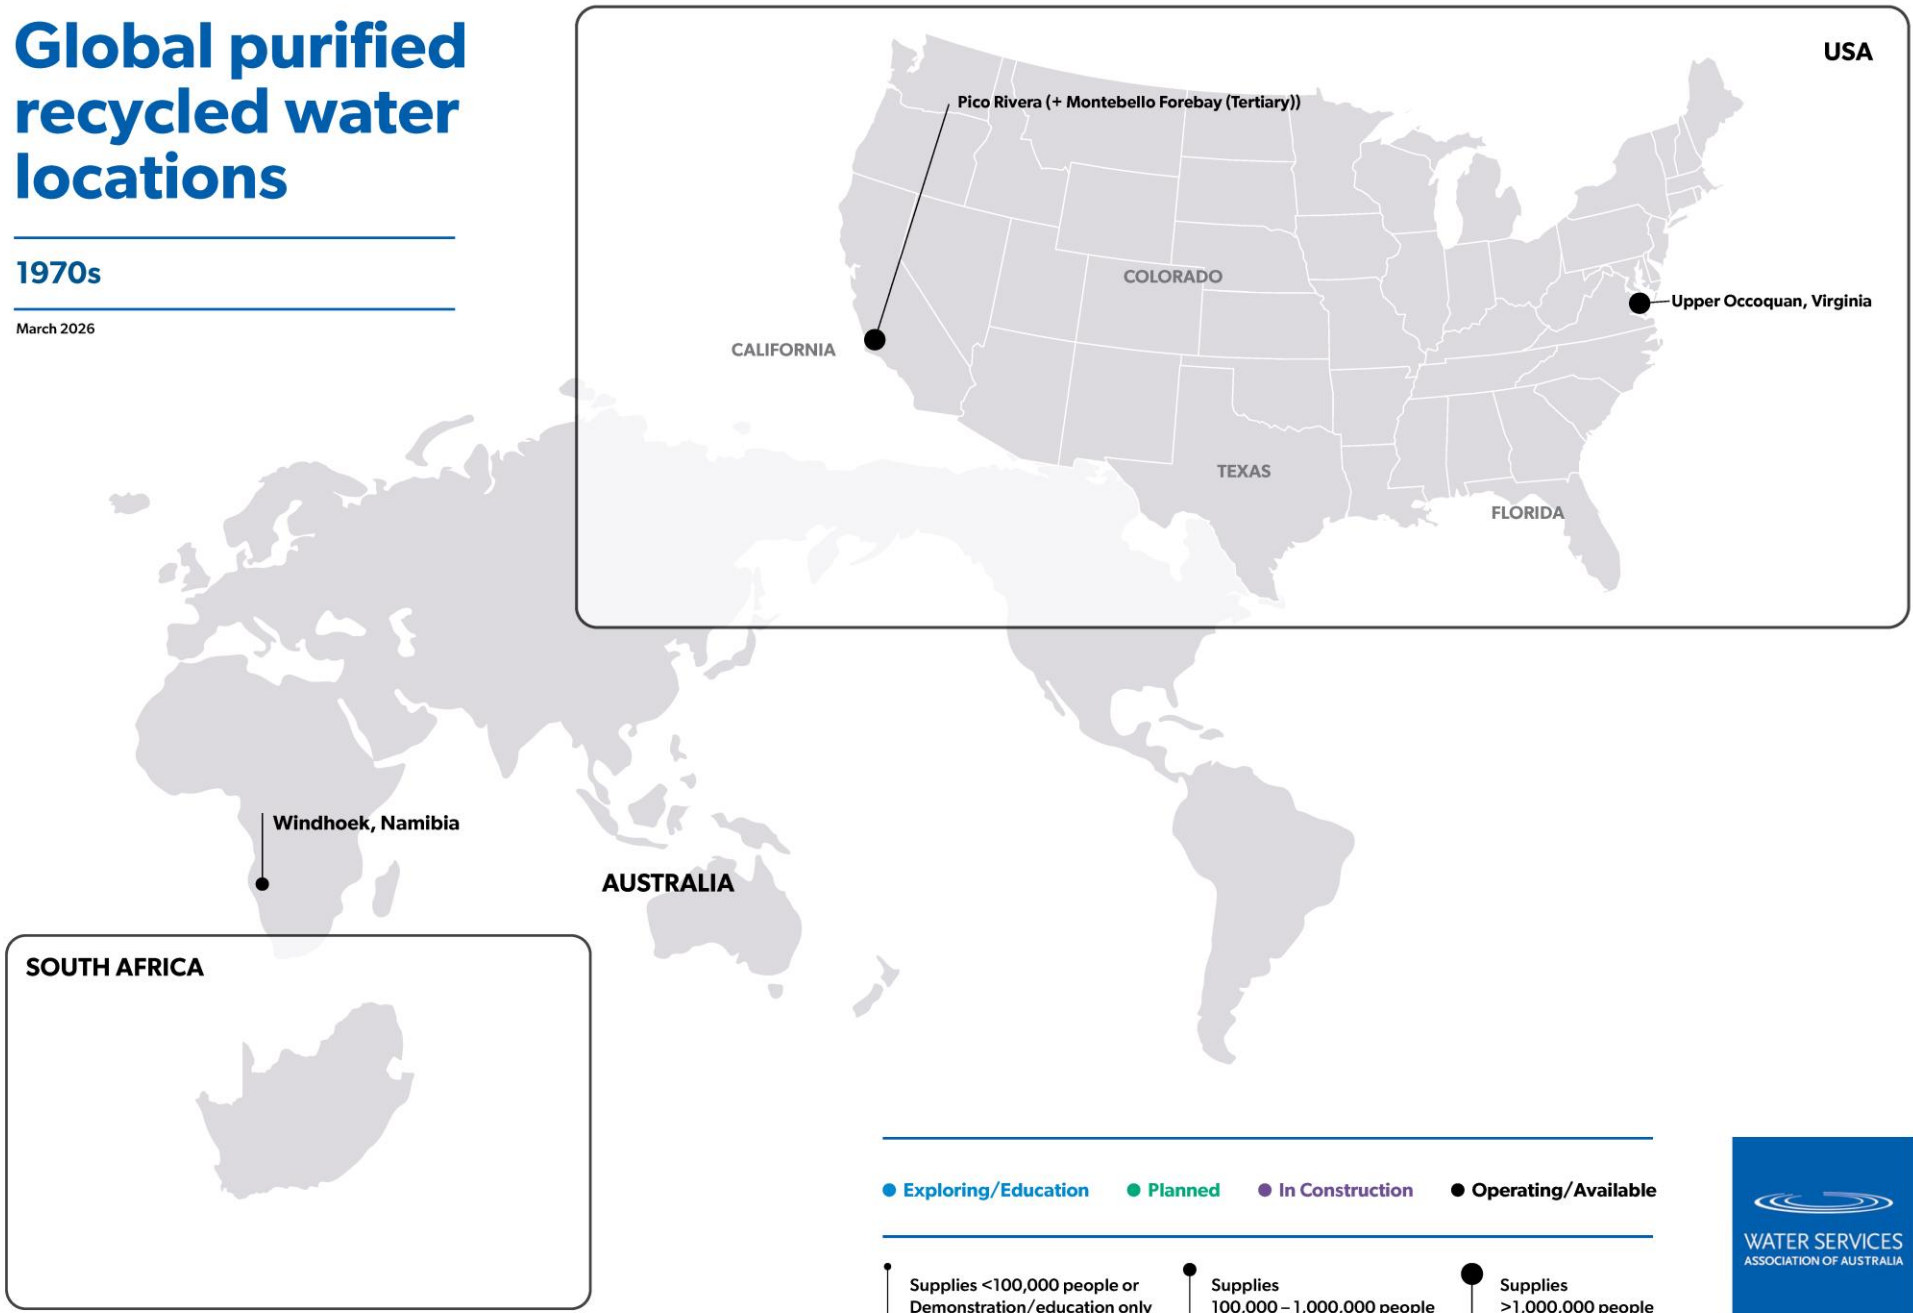 Global purified
recycled water
locations
1970s
March 2026
USA
Pico Rivera (+ Montebello Forebay (Tertiary))
COLORADO
Upper Occoquan, Virginia
CALIFORNIA
TEXAS
FLORIDA
Windhoek, Namibia
AUSTRALIA
SOUTH AFRICA
Exploring/Education
Planned
In Construction
Operating/Available
Supplies <100,000 people or
Demonstration/education only
Supplies
100,000 – 1,000,000 people
Supplies
>1,000,000 people
WATER SERVICES
ASSOCIATION OF AUSTRALIA